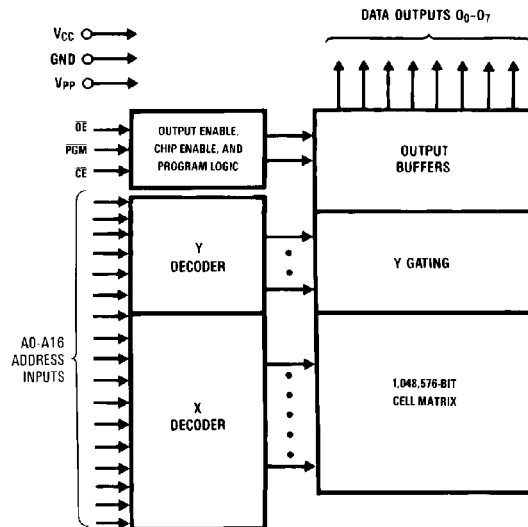 DATA OUTPUTS O0-O7
VCC
GND
VPP
OE
PGM
CE
OUTPUT ENABLE,
CHIP ENABLE, AND
PROGRAM LOGIC
OUTPUT
BUFFERS
Y
DECODER
Y GATING
A0-A16
ADDRESS
INPUTS
X
DECODER
1,048,576-BIT
CELL MATRIX